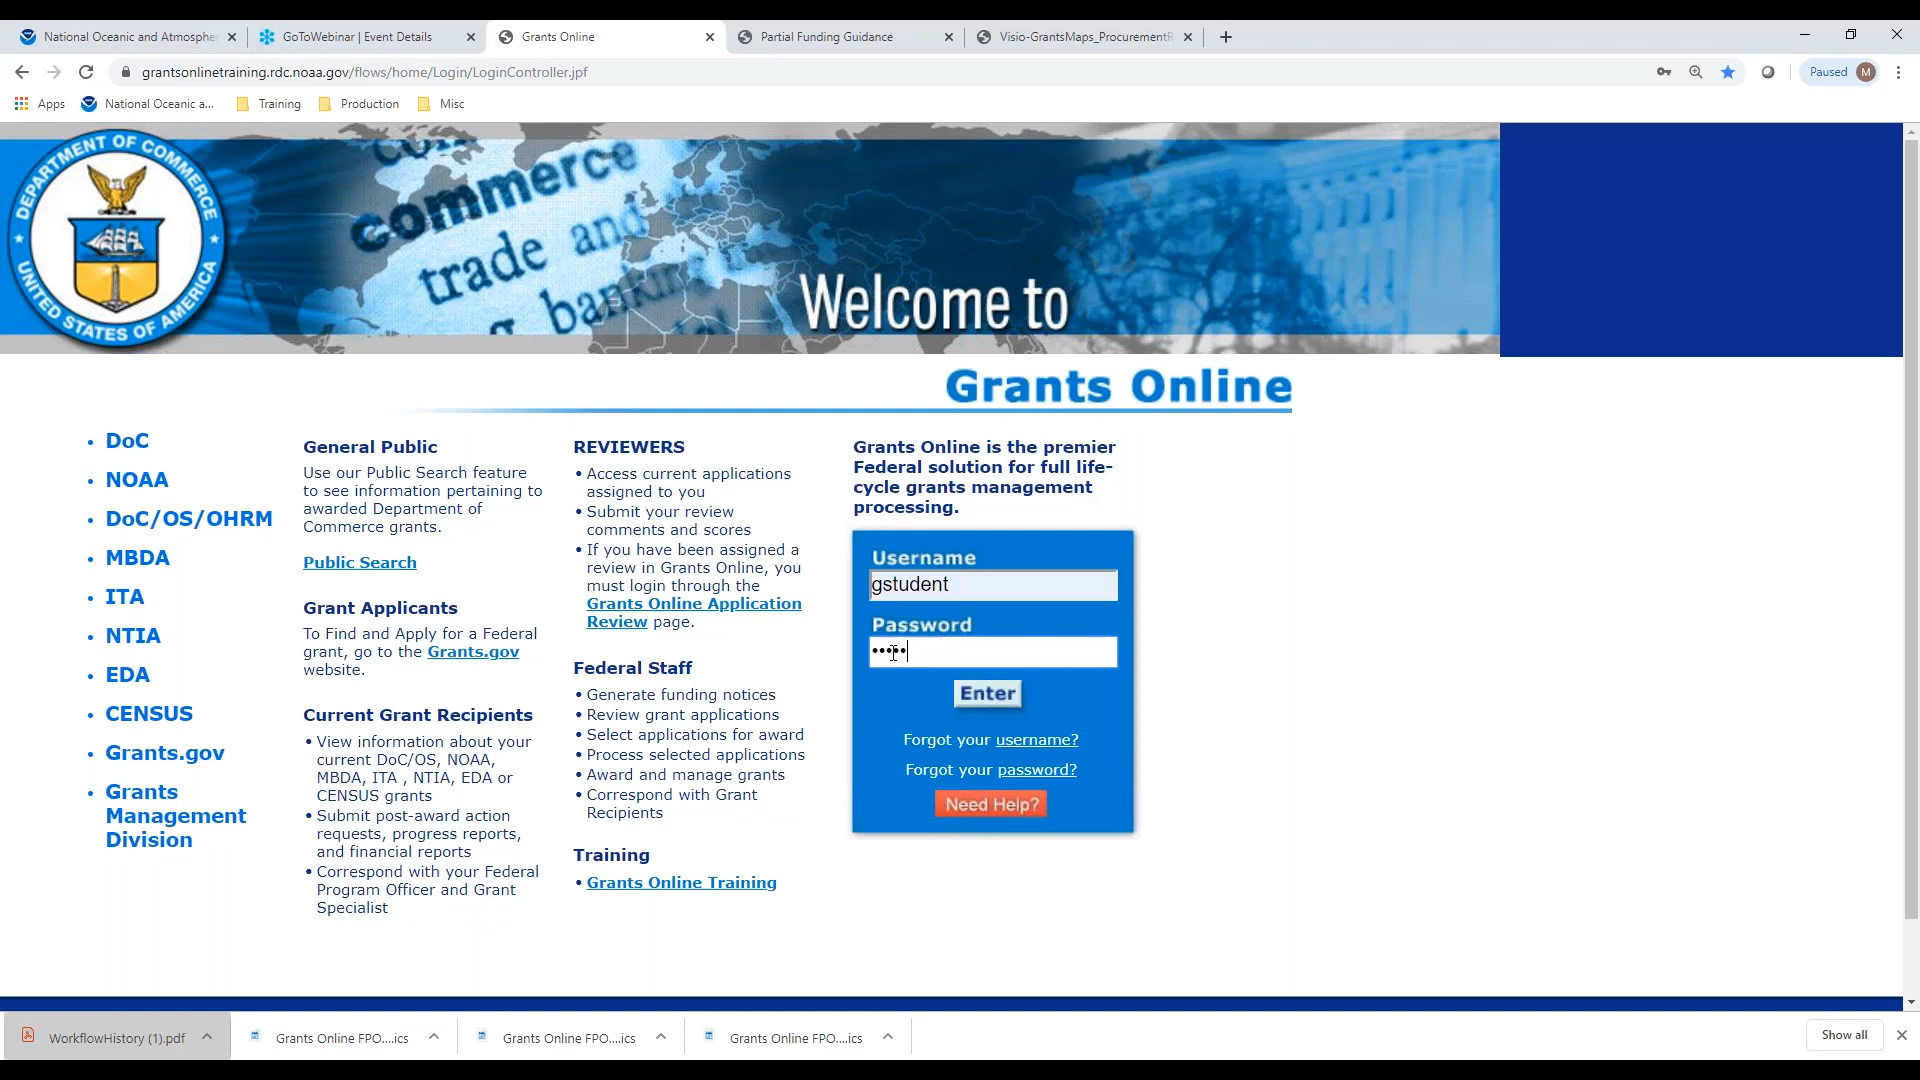 National Oceanic and Atmosphe
GoToWebinar | Event Details
Grants Online
Partial Funding Guidance
Visio-GrantsMaps_ProcurementR
grantsonlinetraining.rdc.noaa.gov/flows/home/Login/LoginController.jpf
Paused M
Apps
National Oceanic a...
Training
Production
Misc
DEPARTMENT OF COMMERCE
UNITED STATES OF AMERICA
com
commerce
trade and
banking
Welcome to
Grants Online
• DoC
• NOAA
• DoC/OS/OHRM
• MBDA
• ITA
• NTIA
• EDA
• CENSUS
• Grants.gov
• Grants
Management
Division
General Public
Use our Public Search feature
to see information pertaining to
awarded Department of
Commerce grants.
Public Search
Grant Applicants
To Find and Apply for a Federal
grant, go to the Grants.gov
website.
Current Grant Recipients
• View information about your
current DoC/OS, NOAA,
MBDA, ITA , NTIA, EDA or
CENSUS grants
• Submit post-award action
requests, progress reports,
and financial reports
• Correspond with your Federal
Program Officer and Grant
Specialist
REVIEWERS
• Access current applications
assigned to you
• Submit your review
comments and scores
• If you have been assigned a
review in Grants Online, you
must login through the
Grants Online Application
Review page.
Federal Staff
• Generate funding notices
• Review grant applications
• Select applications for award
• Process selected applications
• Award and manage grants
• Correspond with Grant
Recipients
Training
• Grants Online Training
Grants Online is the premier
Federal solution for full life-
cycle grants management
processing.
Username
gstudent
Password
•••••
Enter
Forgot your username?
Forgot your password?
Need Help?
WorkflowHistory (1).pdf
Grants Online FPO....ics
Grants Online FPO....ics
Grants Online FPO....ics
Show all